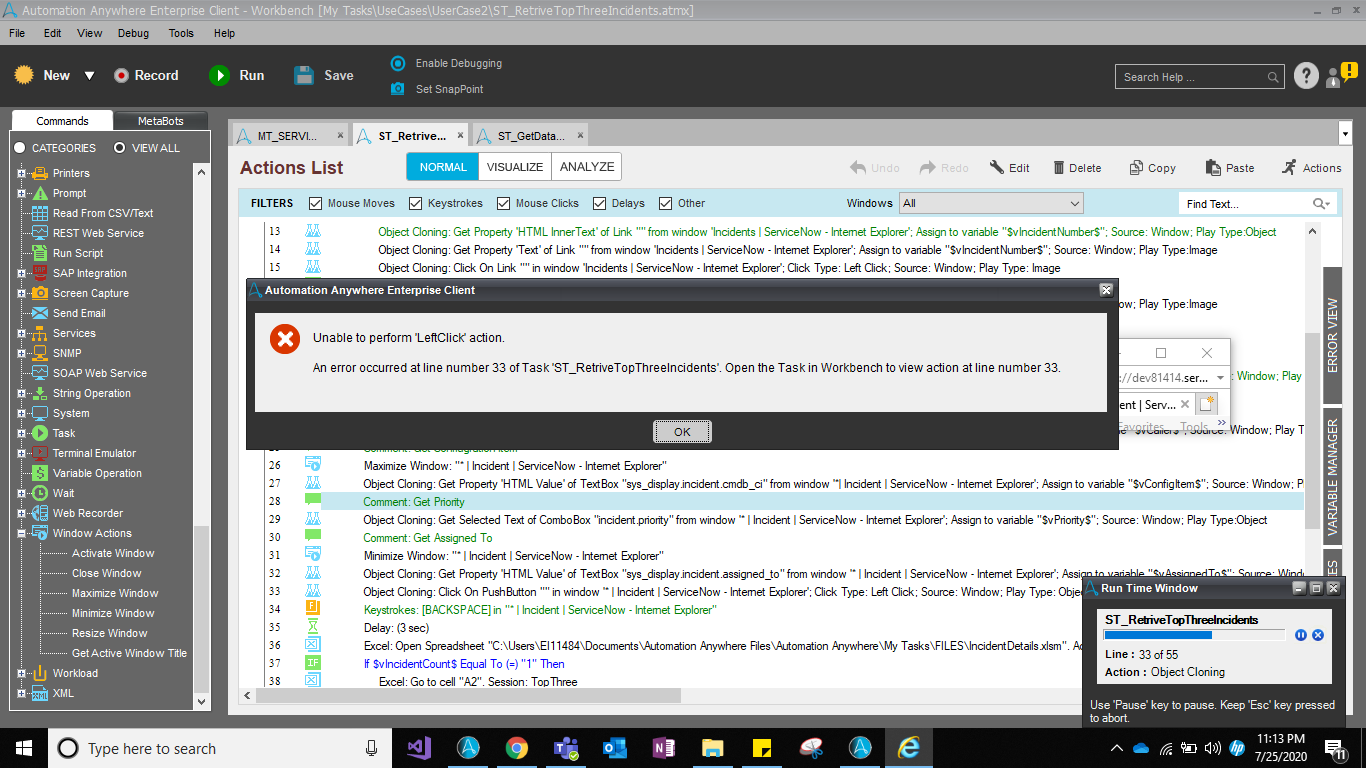 Automation Anywhere Enterprise Client - Workbench [My Tasks\UseCases\UserCase2\ST_RetriveTopThreeIncidents.atmx]
File Edit View Debug Tools Help
New Record Run Save
Enable Debugging
Set SnapPoint
Search Help ...
Commands MetaBots
CATEGORIES VIEW ALL
Printers
Prompt
Read From CSV/Text
REST Web Service
Run Script
SAP Integration
Screen Capture
Send Email
Services
SNMP
SOAP Web Service
String Operation
System
Task
Terminal Emulator
Variable Operation
Wait
Web Recorder
Window Actions
Activate Window
Close Window
Maximize Window
Minimize Window
Resize Window
Get Active Window Title
Workload
XML
MT_SERVI... ST_Retrive... ST_GetData...
Actions List NORMAL VISUALIZE ANALYZE Undo Redo Edit Delete Copy Paste Actions
FILTERS Mouse Moves Keystrokes Mouse Clicks Delays Other Windows All Find Text...
13 Object Cloning: Get Property 'HTML InnerText' of Link "" from window 'Incidents | ServiceNow - Internet Explorer'; Assign to variable "$vIncidentNumber$"; Source: Window; Play Type:Object
14 Object Cloning: Get Property 'Text' of Link "" from window 'Incidents | ServiceNow - Internet Explorer'; Assign to variable "$vIncidentNumber$"; Source: Window; Play Type:Image
15 Object Cloning: Click On Link "" in window 'Incidents | ServiceNow - Internet Explorer'; Click Type: Left Click; Source: Window; Play Type: Image
Automation Anywhere Enterprise Client
Unable to perform 'LeftClick' action.
An error occurred at line number 33 of Task 'ST_RetriveTopThreeIncidents'. Open the Task in Workbench to view action at line number 33.
OK
ow; Play Type:Image
://dev81414.ser...
: Window; Play
ent | Serv...
Favorites Tools
"$vCaller$"; Source: Window; Play T
26 Maximize Window: "* | Incident | ServiceNow - Internet Explorer"
27 Object Cloning: Get Property 'HTML Value' of TextBox "sys_display.incident.cmdb_ci" from window '*| Incident | ServiceNow - Internet Explorer'; Assign to variable "$vConfigItem$"; Source: Window; P
28 Comment: Get Priority
29 Object Cloning: Get Selected Text of ComboBox "incident.priority" from window '* | Incident | ServiceNow - Internet Explorer'; Assign to variable "$vPriority$"; Source: Window; Play Type:Object
30 Comment: Get Assigned To
31 Minimize Window: "* | Incident | ServiceNow - Internet Explorer"
32 Object Cloning: Get Property 'HTML Value' of TextBox "sys_display.incident.assigned_to" from window '* | Incident | ServiceNow - Internet Explorer'; Assign to variable "$vAssignedTo$"; Source: Wind
33 Object Cloning: Click On PushButton "" in window '* | Incident | ServiceNow - Internet Explorer'; Click Type: Left Click; Source: Window; Play Type: Obje
34 Keystrokes: [BACKSPACE] in "* | Incident | ServiceNow - Internet Explorer"
35 Delay: (3 sec)
36 Excel: Open Spreadsheet "C:\Users\EI11484\Documents\Automation Anywhere Files\Automation Anywhere\My Tasks\FILES\IncidentDetails.xlsm". Ac
37 If $vIncidentCount$ Equal To (=) "1" Then
38 Excel: Go to cell "A2". Session: TopThree
ERROR VIEW
VARIABLE MANAGER
Run Time Window
ST_RetriveTopThreeIncidents
Line : 33 of 55
Action : Object Cloning
Use 'Pause' key to pause. Keep 'Esc' key pressed
to abort.
Type here to search
11:13 PM
7/25/2020
11